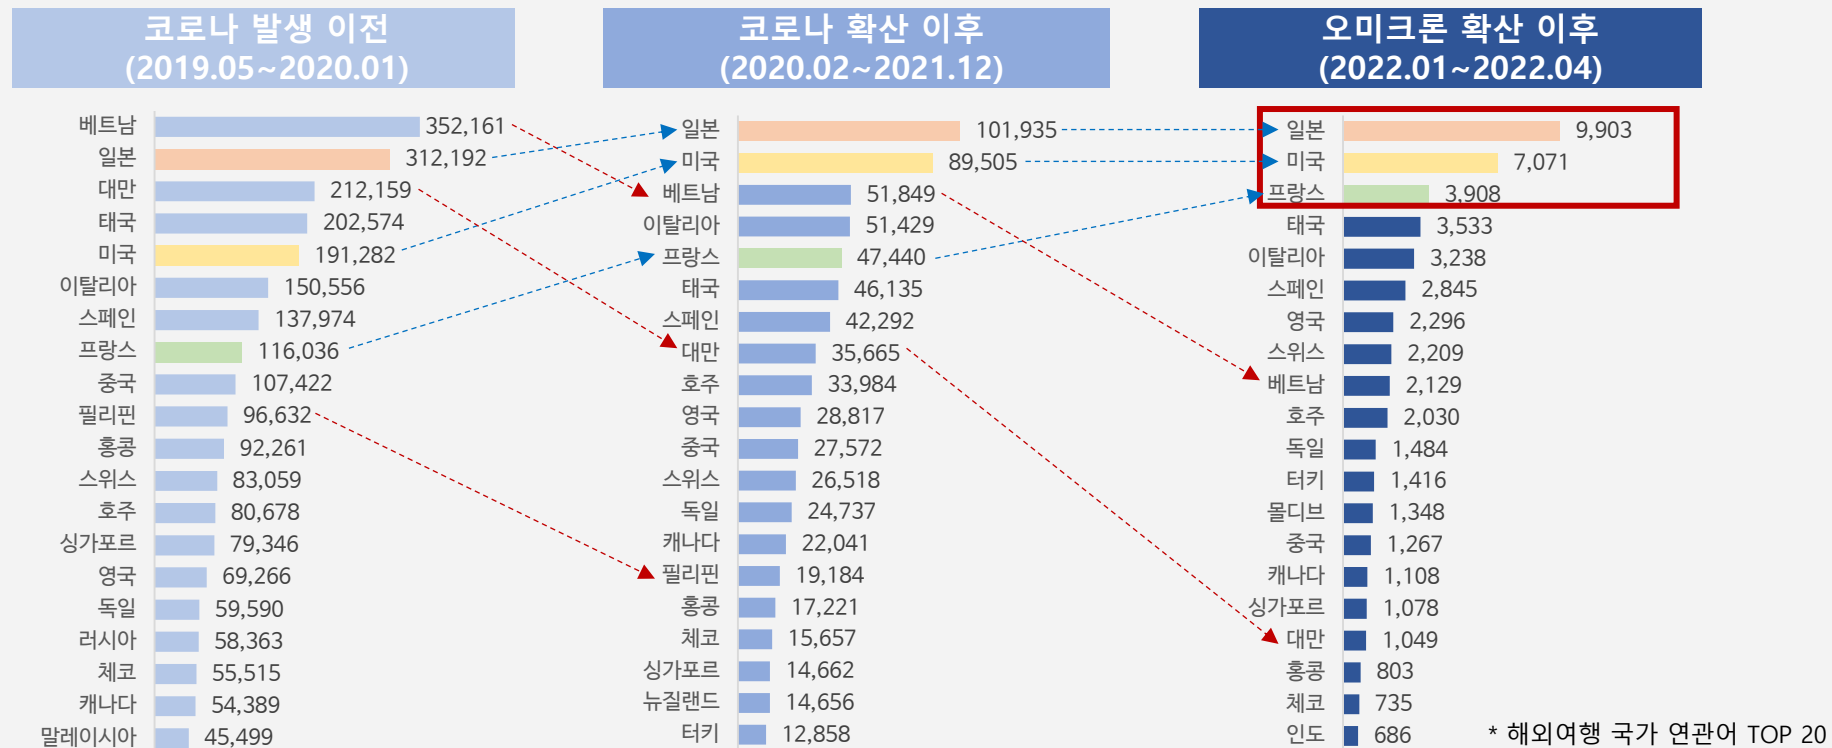 코로나 발생 이전
(2019.05~2020.01)
베트남 352,161
일본 312,192
대만 212,159
태국 202,574
미국 191,282
이탈리아 150,556
스페인 137,974
프랑스 116,036
중국 107,422
필리핀 96,632
홍콩 92,261
스위스 83,059
호주 80,678
싱가포르 79,346
영국 69,266
독일 59,590
러시아 58,363
체코 55,515
캐나다 54,389
말레이시아 45,499
코로나 확산 이후
(2020.02~2021.12)
일본 101,935
미국 89,505
베트남 51,849
이탈리아 51,429
프랑스 47,440
태국 46,135
스페인 42,292
대만 35,665
호주 33,984
영국 28,817
중국 27,572
스위스 26,518
독일 24,737
캐나다 22,041
필리핀 19,184
홍콩 17,221
체코 15,657
싱가포르 14,662
뉴질랜드 14,656
터키 12,858
오미크론 확산 이후
(2022.01~2022.04)
일본 9,903
미국 7,071
프랑스 3,908
태국 3,533
이탈리아 3,238
스페인 2,845
영국 2,296
스위스 2,209
베트남 2,129
호주 2,030
독일 1,484
터키 1,416
몰디브 1,348
중국 1,267
캐나다 1,108
싱가포르 1,078
대만 1,049
홍콩 803
체코 735
인도 686
* 해외여행 국가 연관어 TOP 20